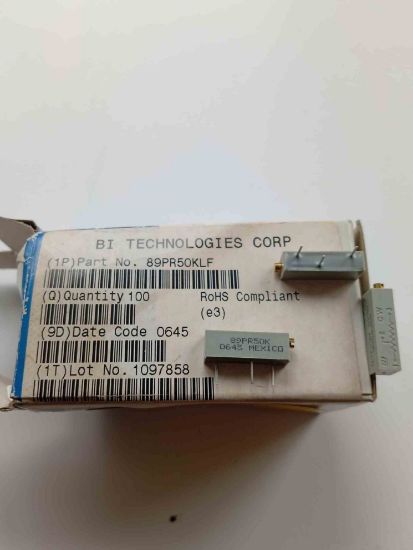 BI TECHNOLOGIES CORP
(1P)Part No. 89PR50KLF
(Q)Quantity 100
RoHS Compliant
(e3)
(9D)Date Code 0645
(1T)Lot No. 1097858
89PR50K
0645 MEXICO